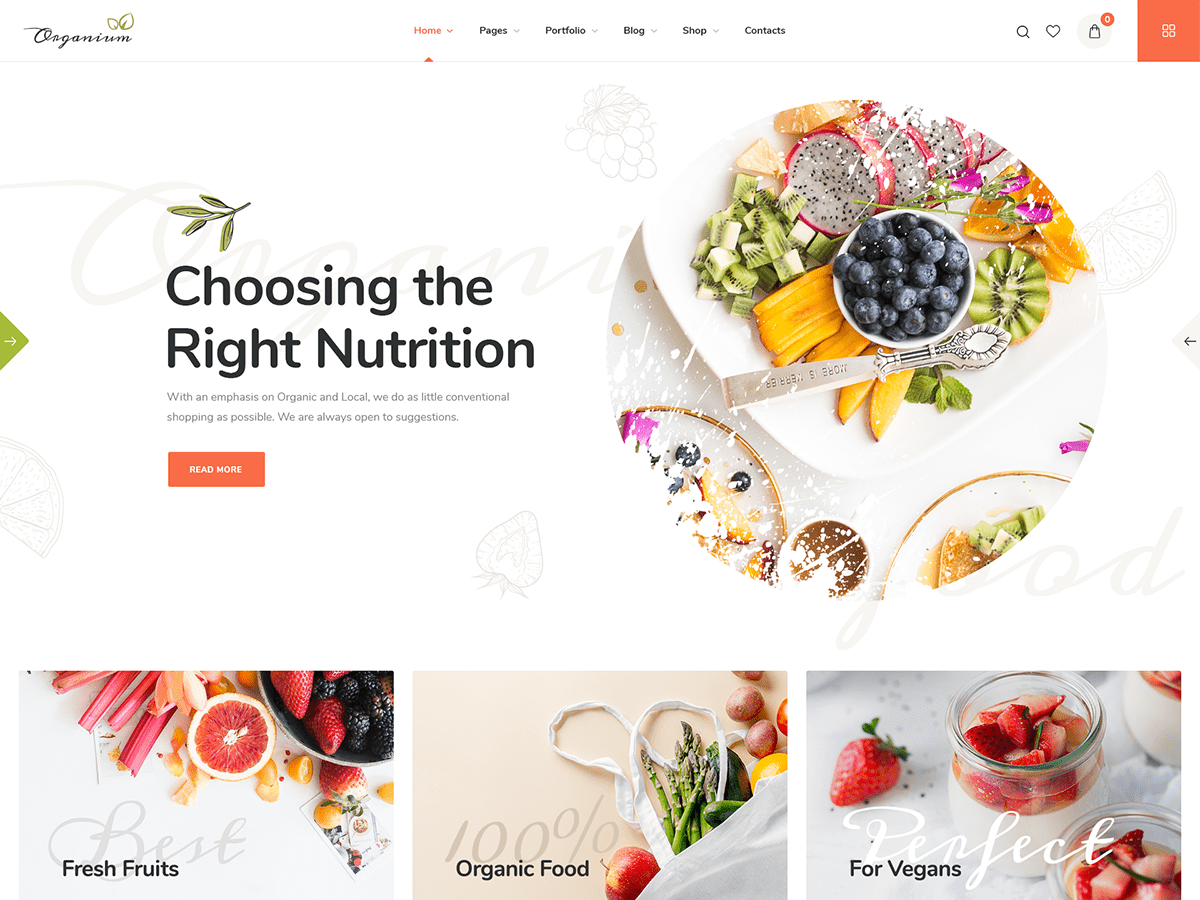 Organium
Home
Pages
Portfolio
Blog
Shop
Contacts
0
Organi
Choosing the
Right Nutrition
With an emphasis on Organic and Local, we do as little conventional
shopping as possible. We are always open to suggestions.
READ MORE
MORE IS MERRIER
food
Best
Fresh Fruits
100%
Organic Food
Perfect
For Vegans